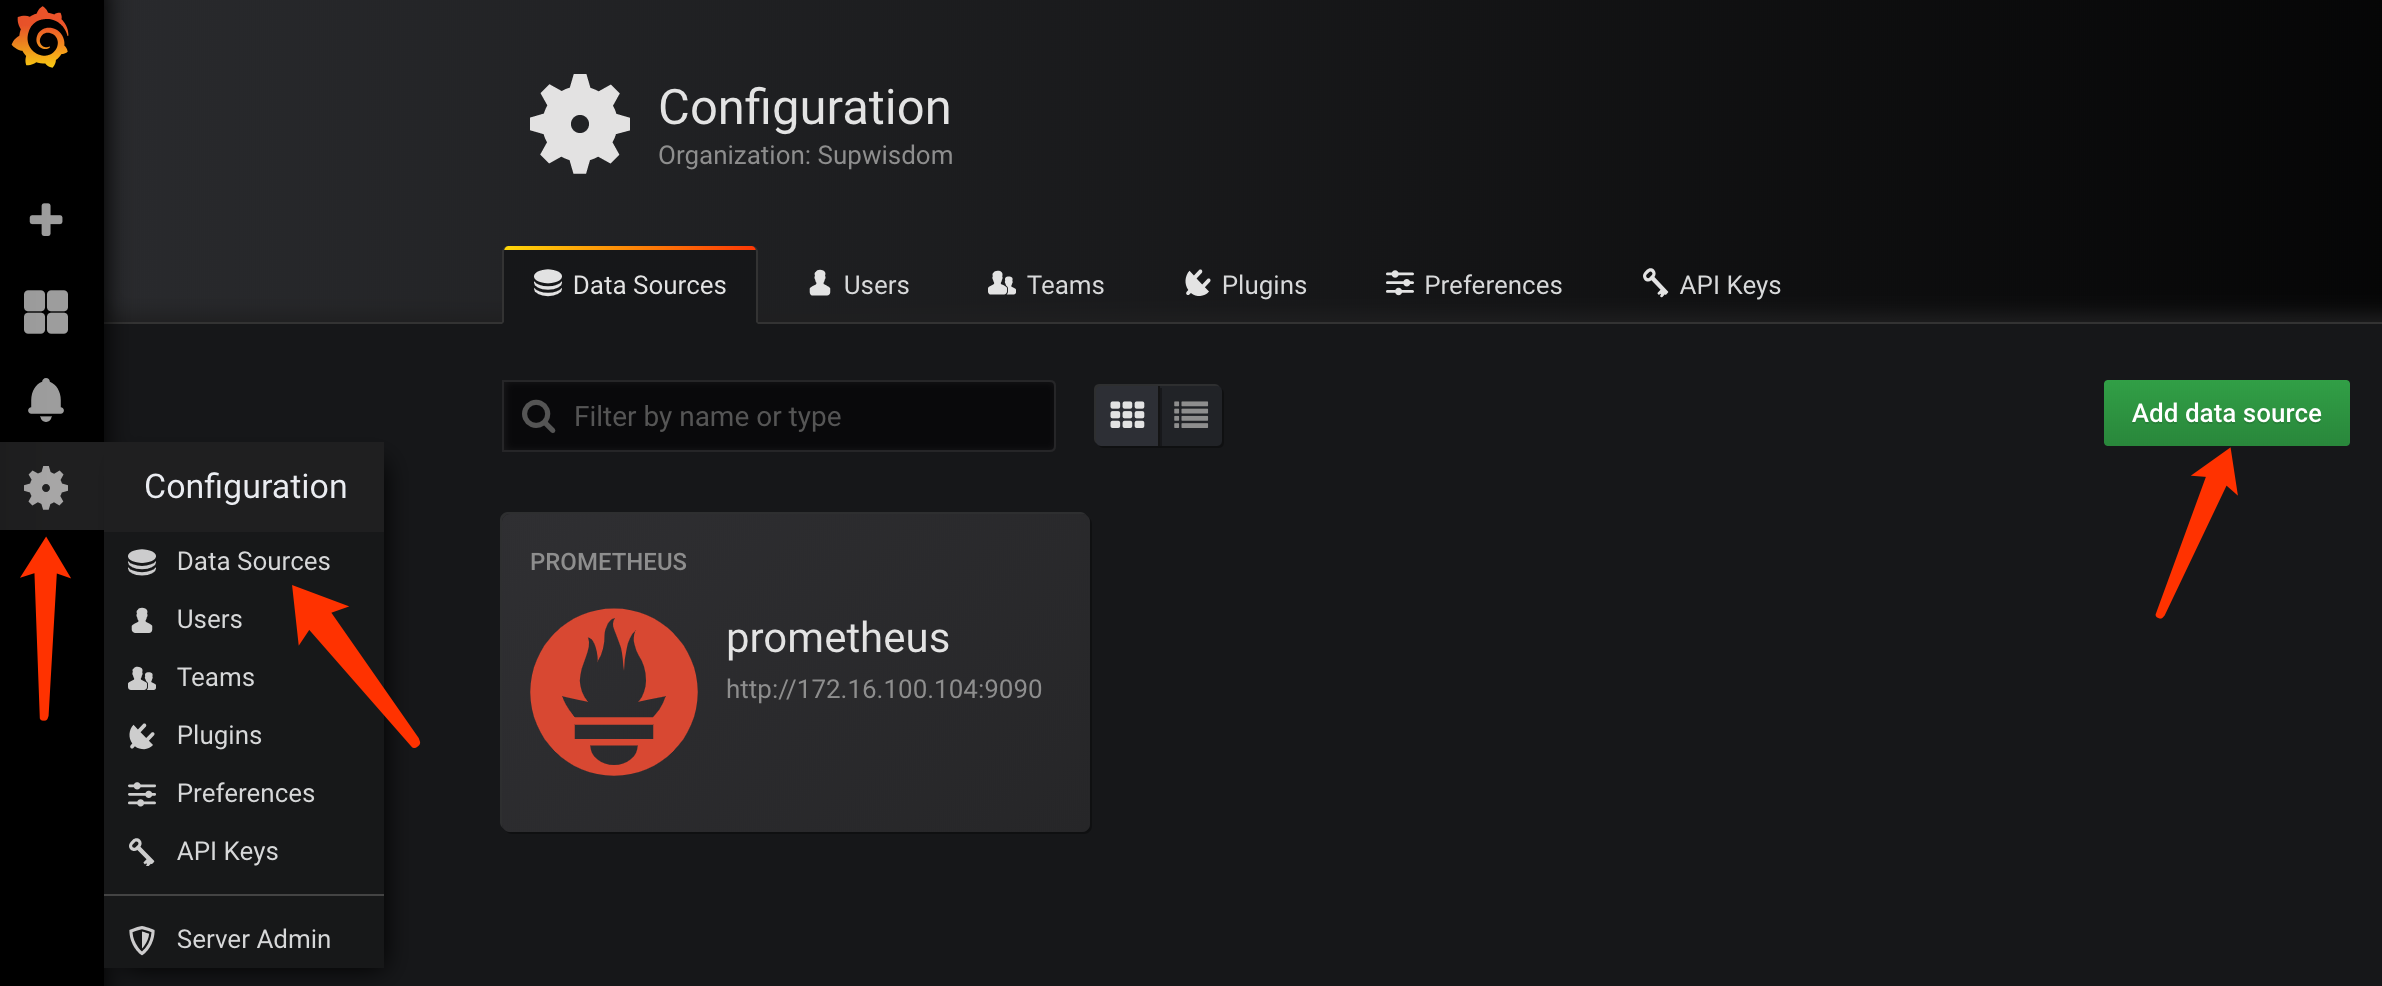 Configuration
Organization: Supwisdom
Data Sources
Users
Teams
Plugins
Preferences
API Keys
Filter by name or type
Add data source
Configuration
Data Sources
Users
Teams
Plugins
Preferences
API Keys
Server Admin
PROMETHEUS
prometheus
http://172.16.100.104:9090